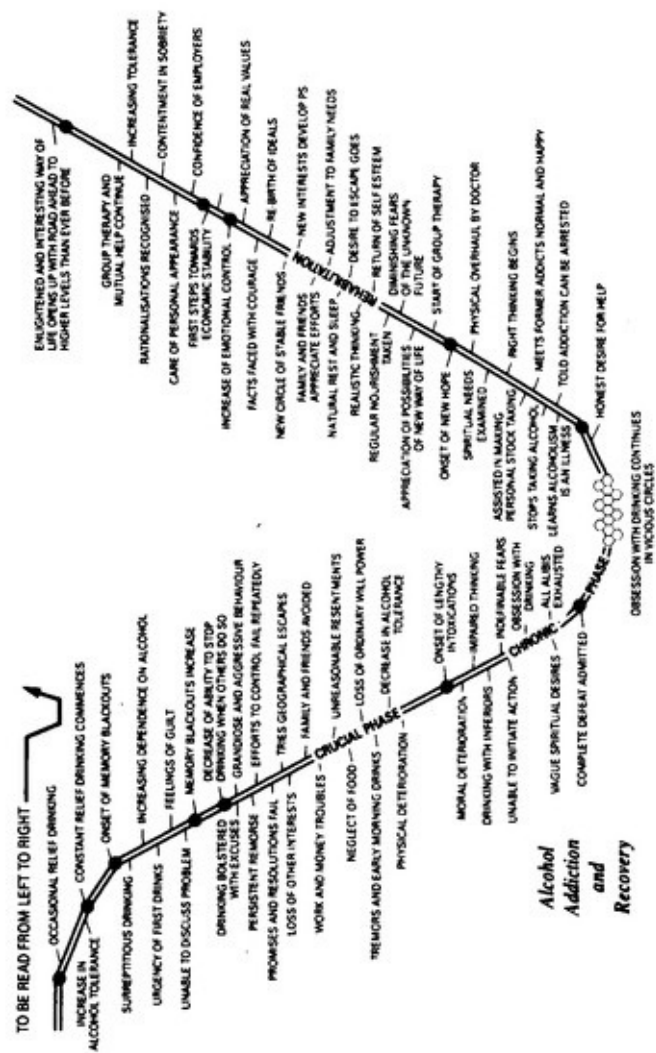 TO BE READ FROM LEFT TO RIGHT
OCCASIONAL RELIEF DRINKING
INCREASE IN
ALCOHOL TOLERANCE
CONSTANT RELIEF DRINKING COMMENCES
ONSET OF MEMORY BLACKOUTS
SURREPTITIOUS DRINKING
INCREASING DEPENDENCE ON ALCOHOL
URGENCY OF FIRST DRINKS
FEELINGS OF GUILT
UNABLE TO DISCUSS PROBLEM
MEMORY BLACKOUTS INCREASE
DECREASE OF ABILITY TO STOP
DRINKING WHEN OTHERS DO SO
DRINKING BOLSTERED
WITH EXCUSES
GRANDIOSE AND AGGRESSIVE BEHAVIOUR
PERSISTENT REMORSE
EFFORTS TO CONTROL FAIL REPEATEDLY
PROMISES AND RESOLUTIONS FAIL
TRIES GEOGRAPHICAL ESCAPES
LOSS OF OTHER INTERESTS
FAMILY AND FRIENDS AVOIDED
WORK AND MONEY TROUBLES
CRUCIAL PHASE
UNREASONABLE RESENTMENTS
NEGLECT OF FOOD
LOSS OF ORDINARY WILL POWER
TREMORS AND EARLY MORNING DRINKS
DECREASE IN ALCOHOL
TOLERANCE
PHYSICAL DETERIORATION
ONSET OF LENGTHY
INTOXICATIONS
MORAL DETERIORATION
IMPAIRED THINKING
DRINKING WITH INFERIORS
INDEFINABLE FEARS
UNABLE TO INITIATE ACTION
OBSESSION WITH
DRINKING
CHRONIC PHASE
VAGUE SPIRITUAL DESIRES
ALL ALIBIS
EXHAUSTED
COMPLETE DEFEAT ADMITTED
OBSESSION WITH DRINKING CONTINUES
IN VICIOUS CIRCLES
HONEST DESIRE FOR HELP
LEARNS ALCOHOLISM
IS AN ILLNESS
TOLD ADDICTION CAN BE ARRESTED
STOPS TAKING ALCOHOL
MEETS FORMER ADDICTS NORMAL AND HAPPY
ASSISTED IN MAKING
PERSONAL STOCK TAKING
RIGHT THINKING BEGINS
SPIRITUAL NEEDS
EXAMINED
PHYSICAL OVERHAUL BY DOCTOR
ONSET OF NEW HOPE
START OF GROUP THERAPY
APPRECIATION OF POSSIBILITIES
OF NEW WAY OF LIFE
DIMINISHING FEARS
OF THE UNKNOWN
FUTURE
REGULAR NOURISHMENT
TAKEN
RETURN OF SELF ESTEEM
REALISTIC THINKING
DESIRE TO ESCAPE GOES
REHABILITATION
NATURAL REST AND SLEEP
ADJUSTMENT TO FAMILY NEEDS
FAMILY AND FRIENDS
APPRECIATE EFFORTS
NEW INTERESTS DEVELOP PS
NEW CIRCLE OF STABLE FRIENDS
RE-BIRTH OF IDEALS
FACTS FACED WITH COURAGE
APPRECIATION OF REAL VALUES
INCREASE OF EMOTIONAL CONTROL
FIRST STEPS TOWARDS
ECONOMIC STABILITY
CONFIDENCE OF EMPLOYERS
CARE OF PERSONAL APPEARANCE
CONTENTMENT IN SOBRIETY
RATIONALISATIONS RECOGNISED
INCREASING TOLERANCE
GROUP THERAPY AND
MUTUAL HELP CONTINUE
ENLIGHTENED AND INTERESTING WAY OF
LIFE OPENS UP WITH ROAD AHEAD TO
HIGHER LEVELS THAN EVER BEFORE
Alcohol
Addiction
and
Recovery